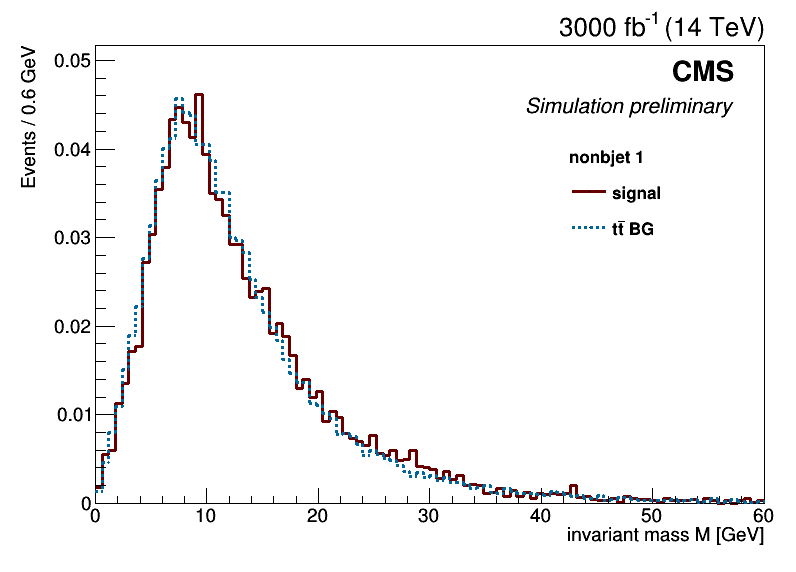 3000 fb⁻¹ (14 TeV)
Events / 0.6 GeV
0.05
0.04
0.03
0.02
0.01
0
CMS
Simulation preliminary
nonbjet 1
signal
tt̄ BG
0 10 20 30 40 50 60
invariant mass M [GeV]